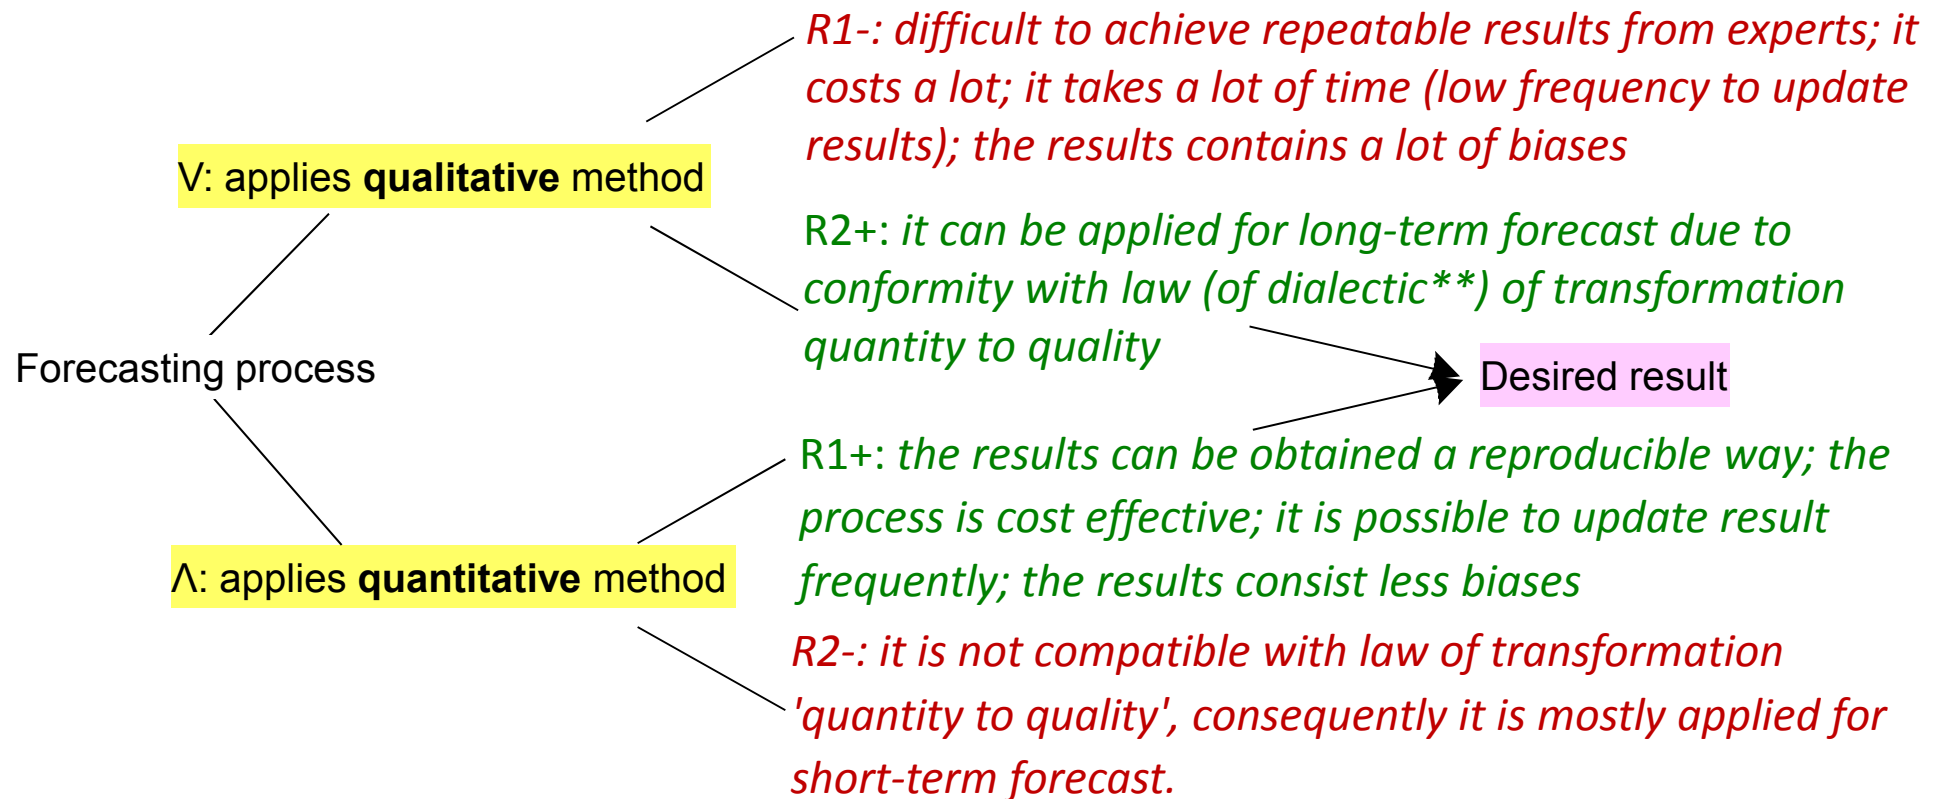 R1-: difficult to achieve repeatable results from experts; it
costs a lot; it takes a lot of time (low frequency to update
results); the results contains a lot of biases
V: applies qualitative method
R2+: it can be applied for long-term forecast due to
conformity with law (of dialectic**) of transformation
quantity to quality
Forecasting process
Desired result
R1+: the results can be obtained a reproducible way; the
process is cost effective; it is possible to update result
frequently; the results consist less biases
Λ: applies quantitative method
R2-: it is not compatible with law of transformation
'quantity to quality', consequently it is mostly applied for
short-term forecast.